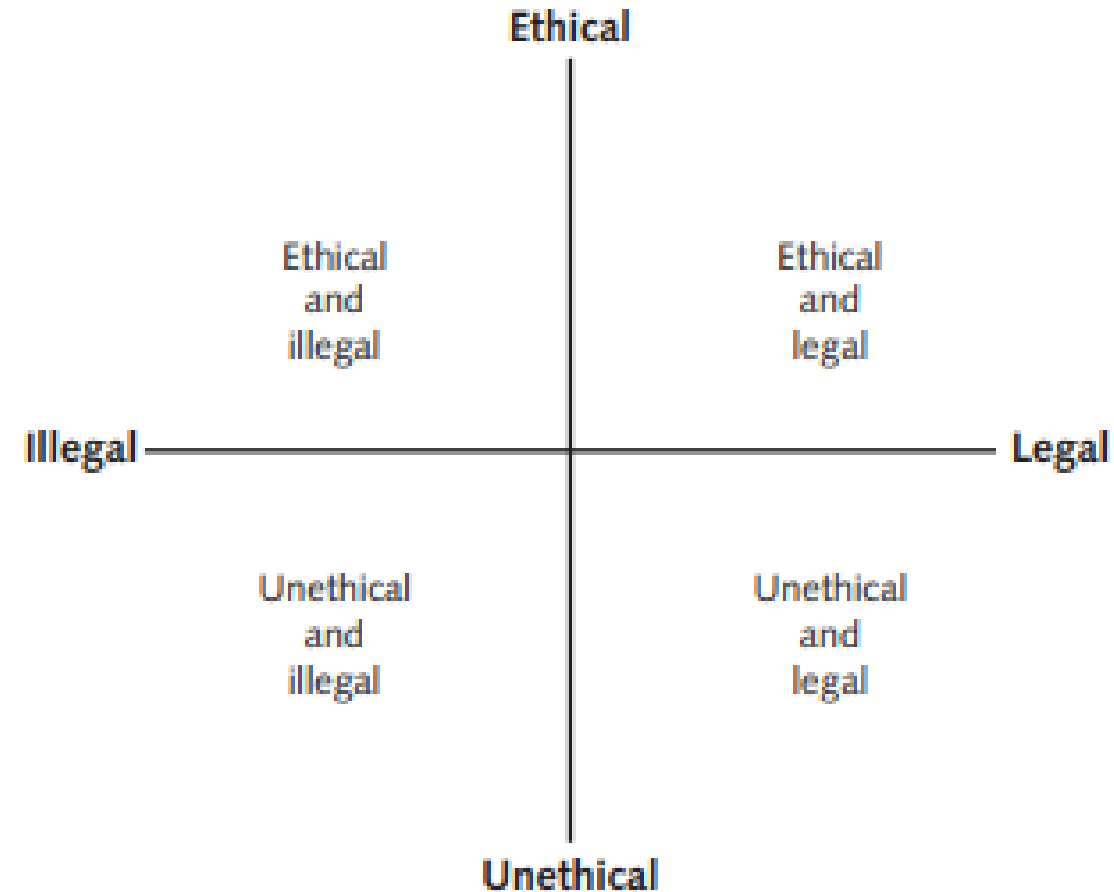 Ethical
Ethical
and
illegal
Ethical
and
legal
Illegal
Legal
Unethical
and
illegal
Unethical
and
legal
Unethical